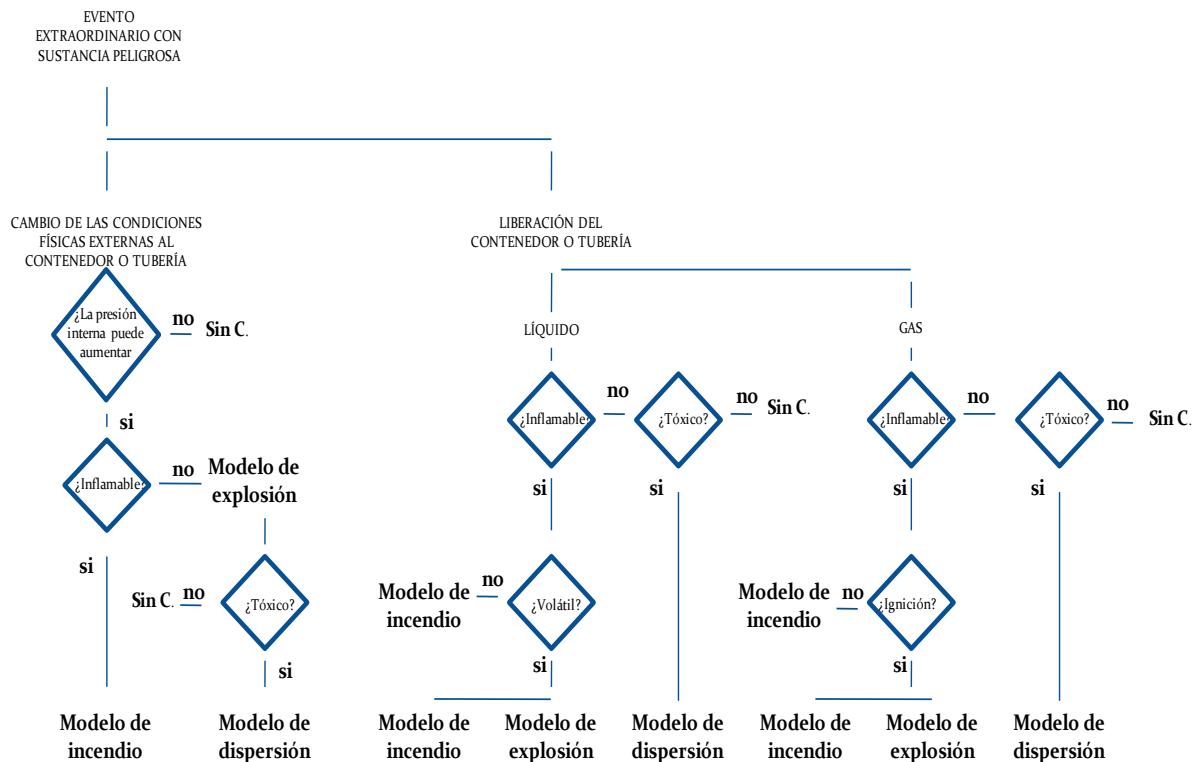 EVENTO
EXTRAORDINARIO CON
SUSTANCIA PELIGROSA
CAMBIO DE LAS CONDICIONES
FÍSICAS EXTERNAS AL
CONTENEDOR O TUBERÍA
LIBERACIÓN DEL
CONTENEDOR O TUBERÍA
¿La presión
interna puede
aumentar
no
Sin C.
si
LÍQUIDO
GAS
¿Inflamable?
no
¿Tóxico?
no
Sin C.
¿Inflamable?
no
¿Tóxico?
no
Sin C.
¿Inflamable?
no
Modelo de
explosión
si
si
si
si
si
Sin C.
no
¿Tóxico?
si
Modelo de
incendio
no
¿Volátil?
si
Modelo de
incendio
no
¿Ignición?
si
Modelo de
incendio
Modelo de
dispersión
Modelo de
incendio
Modelo de
explosión
Modelo de
dispersión
Modelo de
incendio
Modelo de
explosión
Modelo de
dispersión